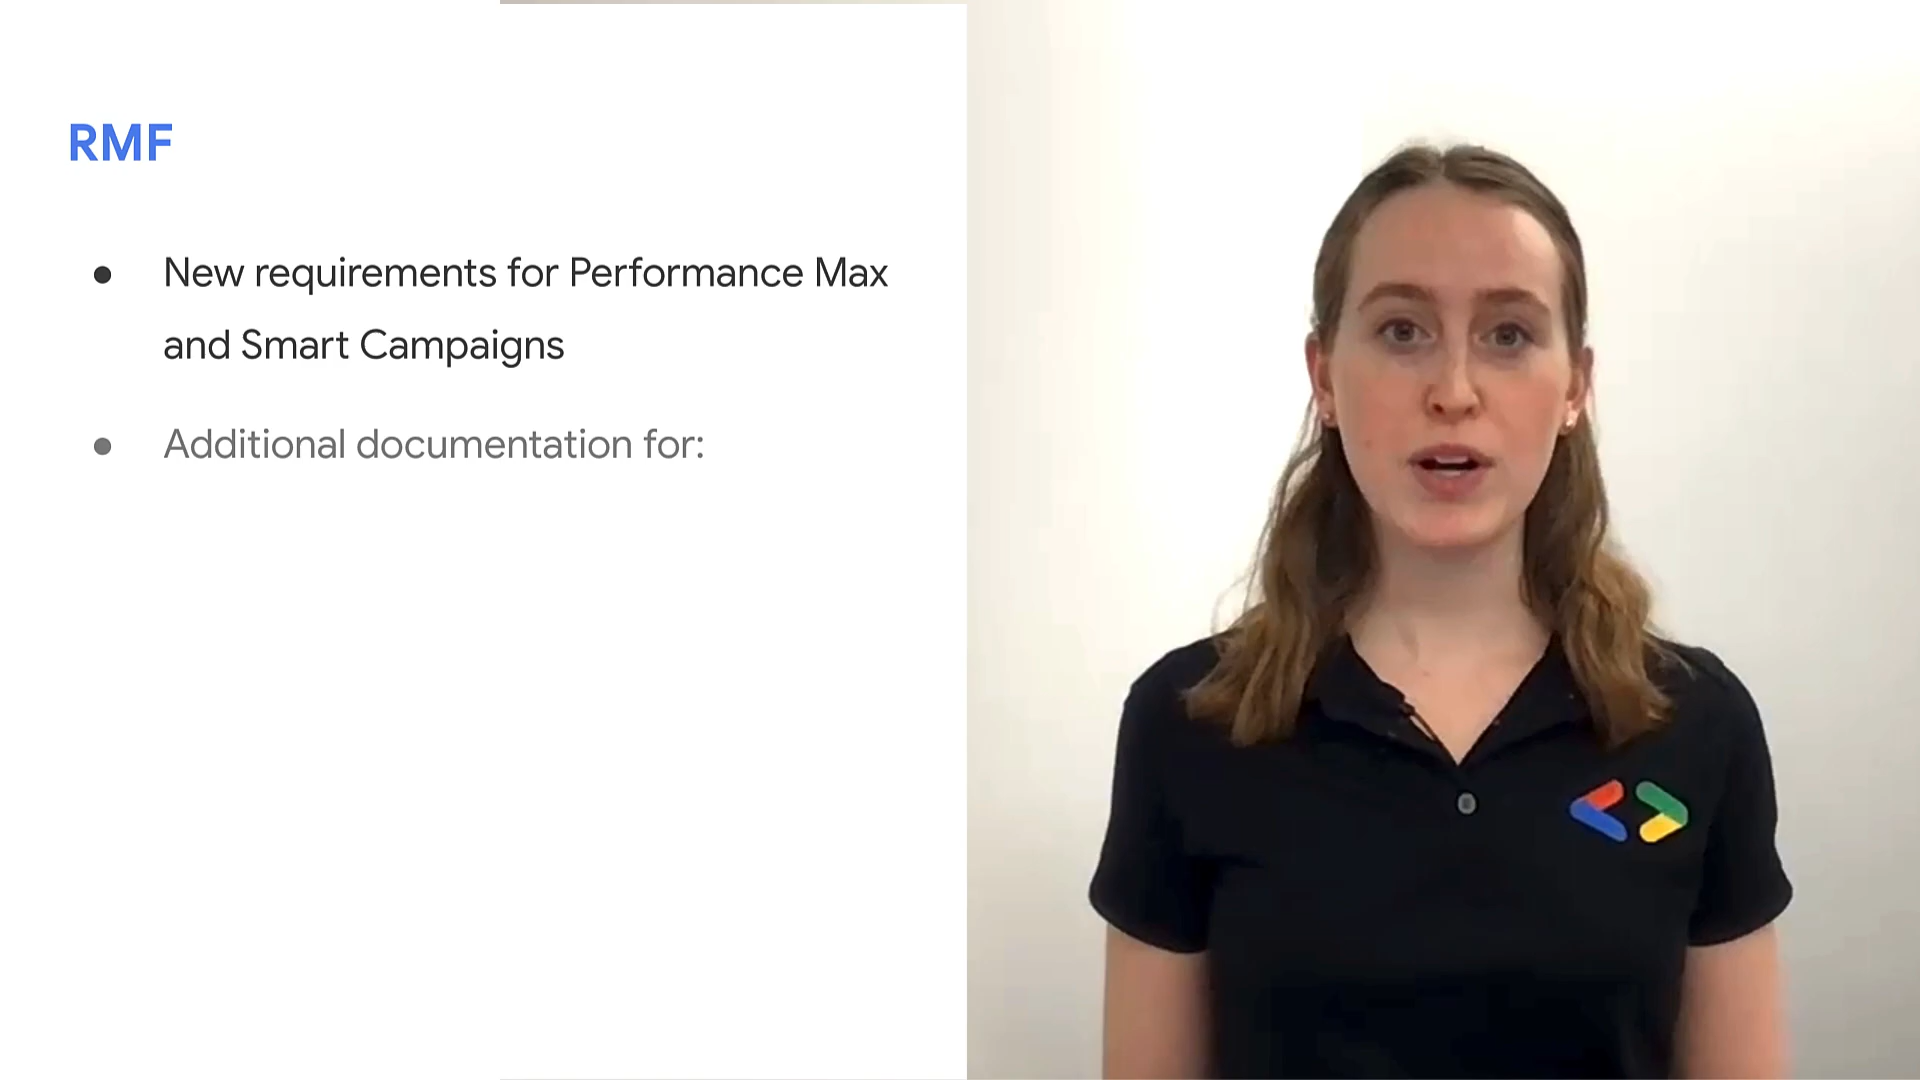 RMF
● New requirements for Performance Max
and Smart Campaigns
● Additional documentation for: